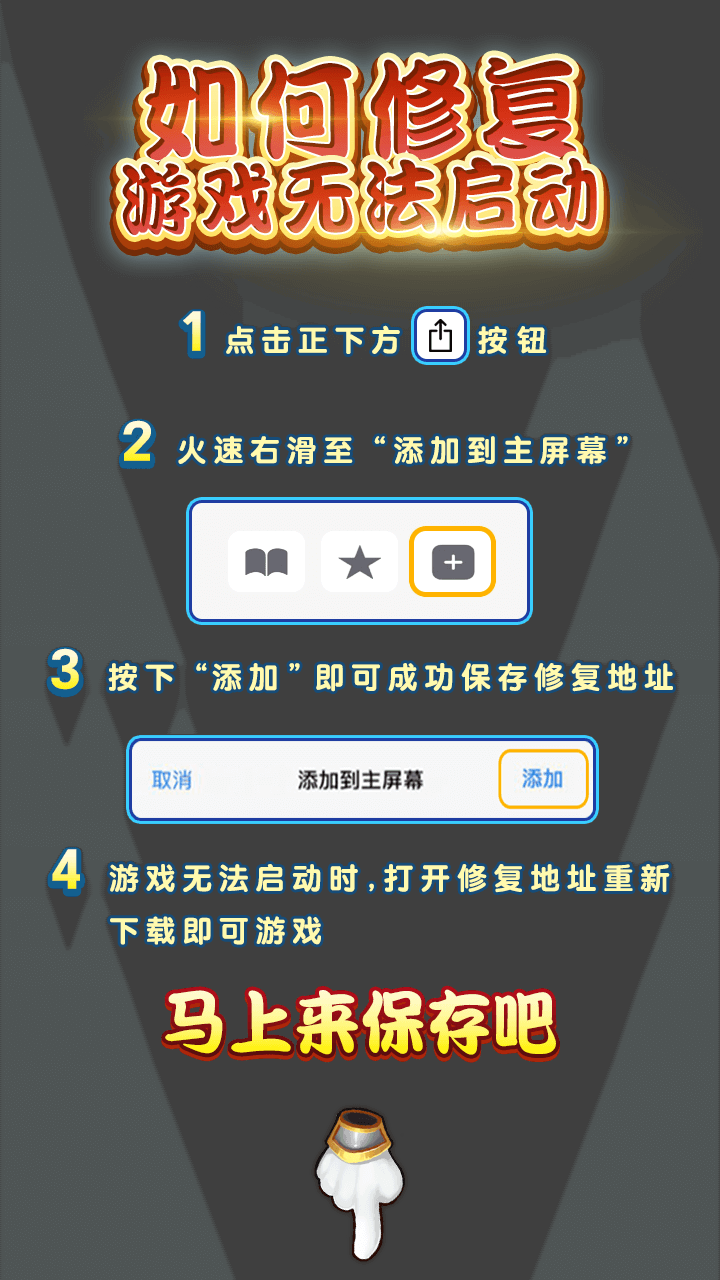 如何修复
游戏无法启动
1 点击正下方 按钮
2 火速右滑至“添加到主屏幕”
3 按下“添加”即可成功保存修复地址
取消 添加到主屏幕 添加
4 游戏无法启动时,打开修复地址重新
下载即可游戏
马上来保存吧